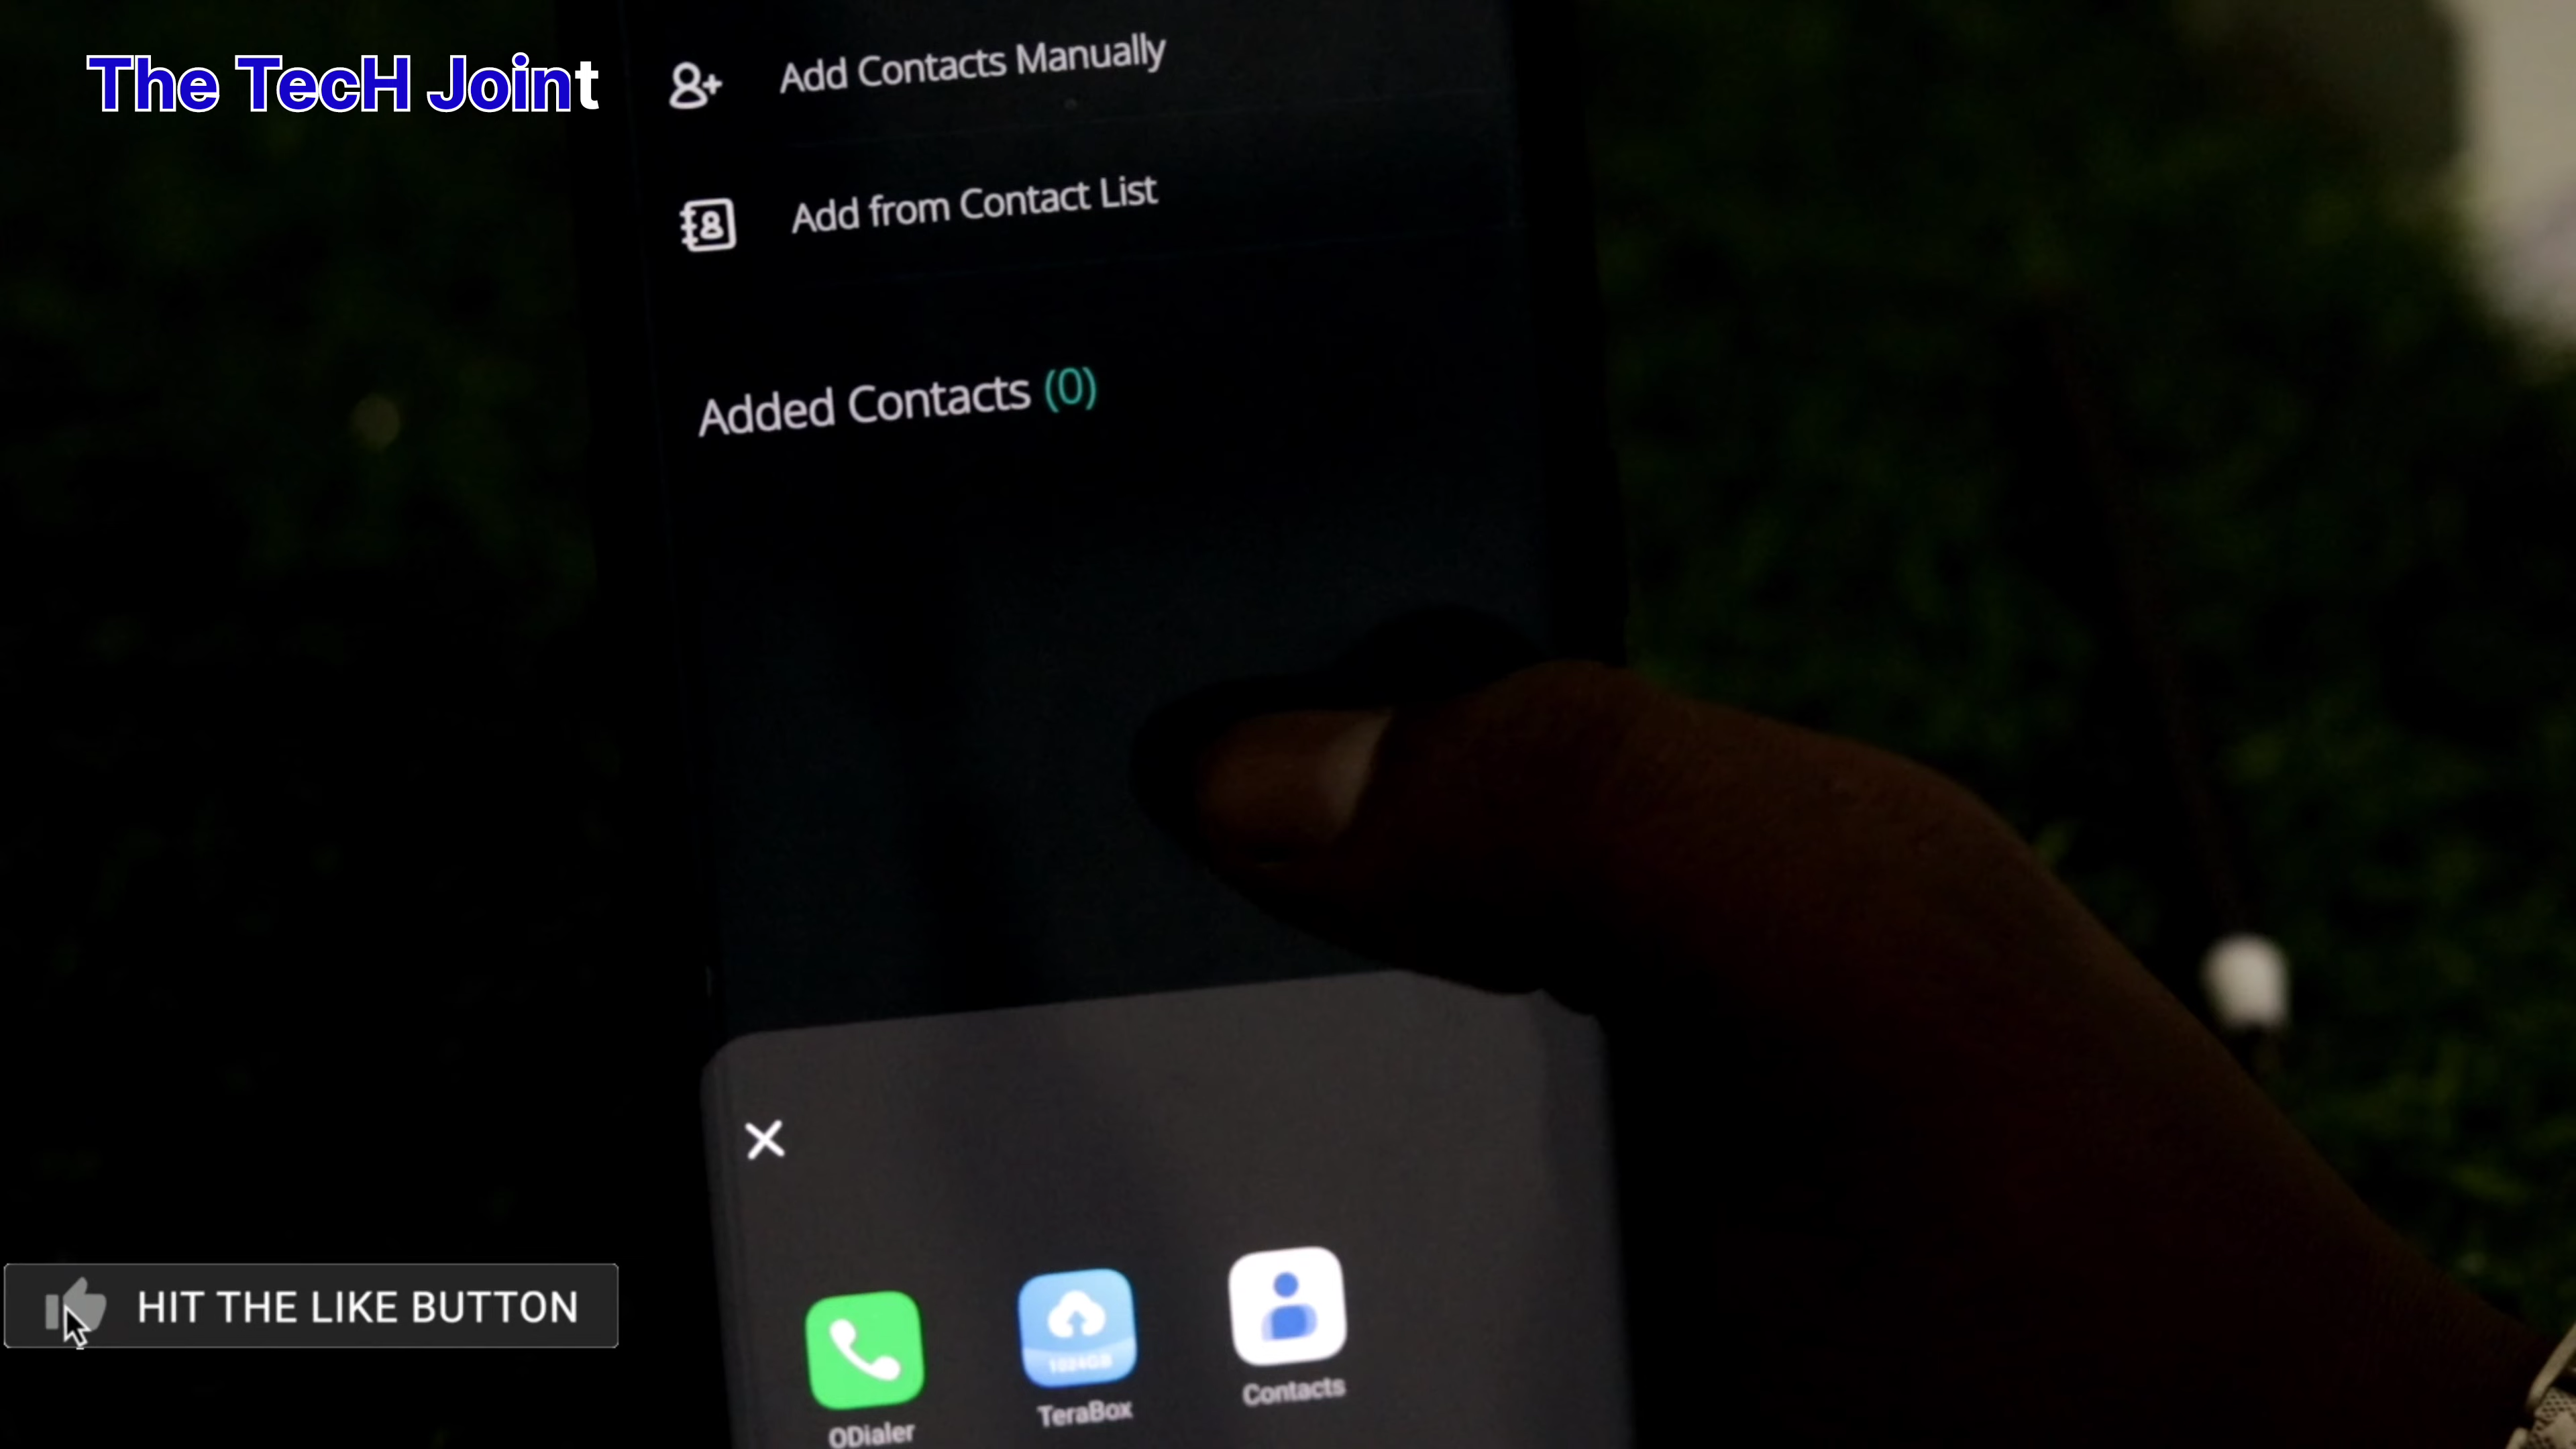 The TecH Joint
Add Contacts Manually
Add from Contact List
Added Contacts (0)
HIT THE LIKE BUTTON
1024GB
ODialer
TeraBox
Contacts